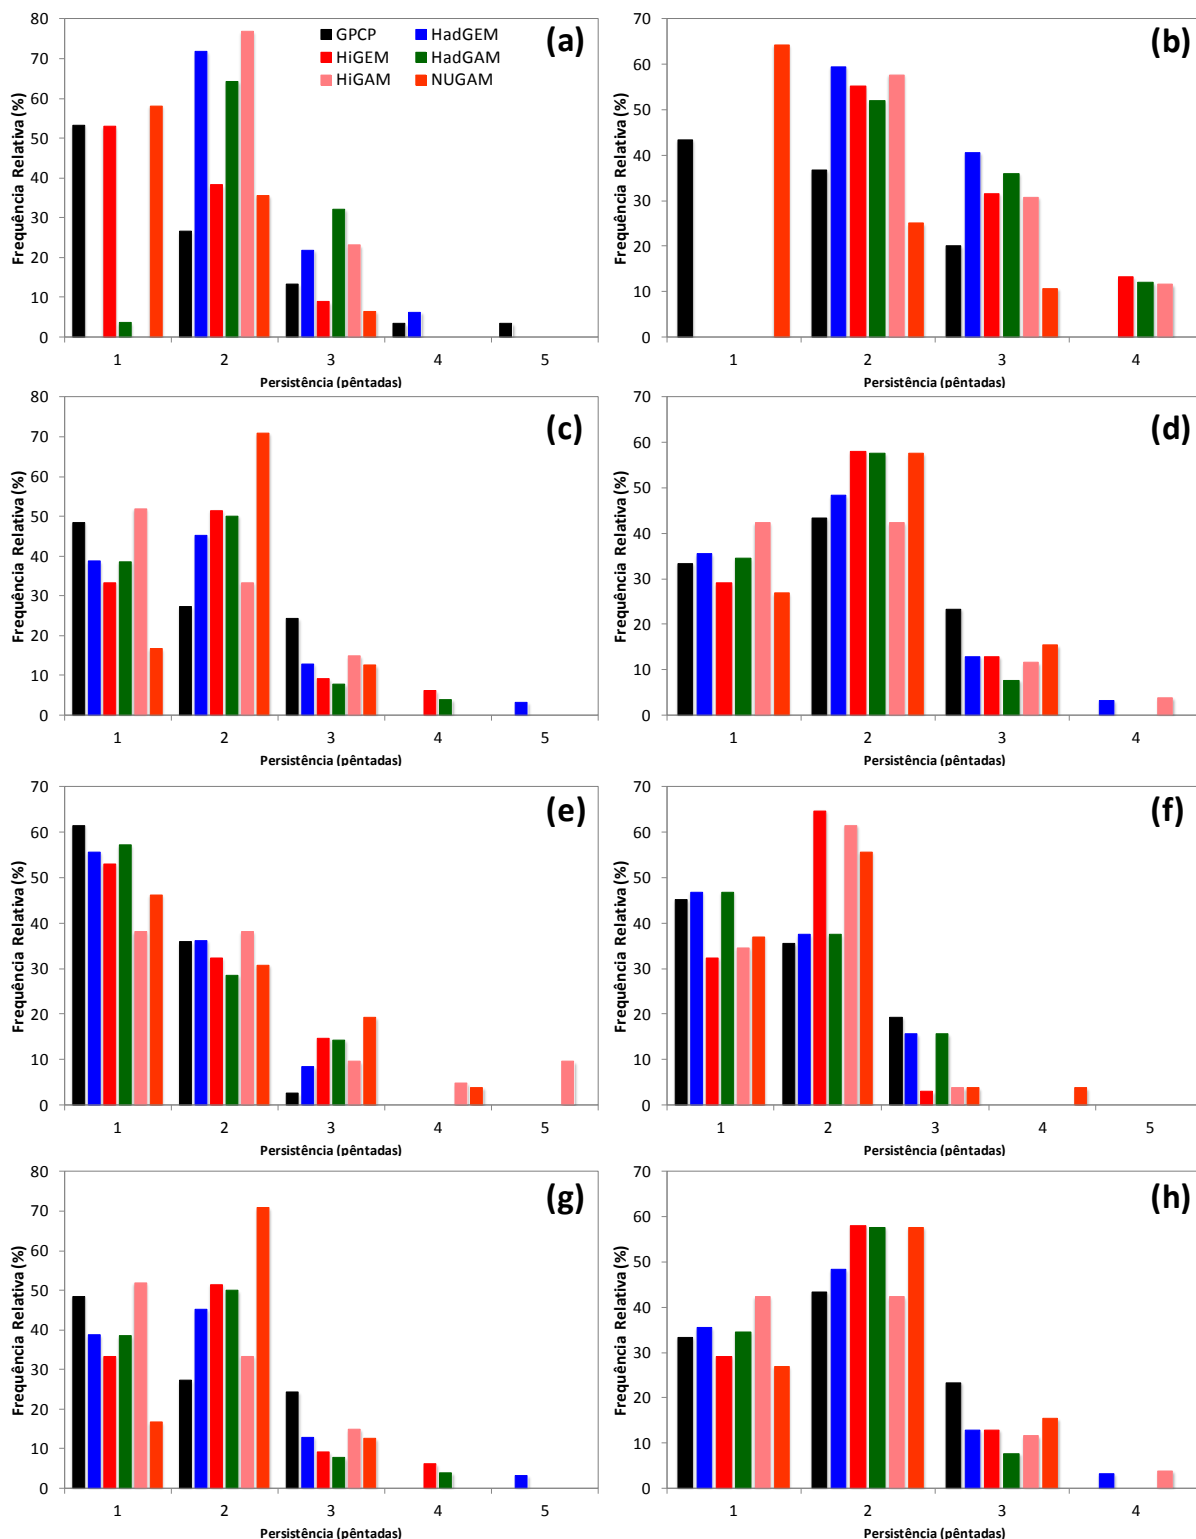 (a)
GPCP HadGEM
HiGEM HadGAM
HiGAM NUGAM
Frequência Relativa (%)
80
70
60
50
40
30
20
10
0
1 2 3 4 5
Persistência (pêntadas)
(b)
Frequência Relativa (%)
70
60
50
40
30
20
10
0
1 2 3 4
Persistência (pêntadas)
(c)
Frequência Relativa (%)
80
70
60
50
40
30
20
10
0
1 2 3 4 5
Persistência (pêntadas)
(d)
Frequência Relativa (%)
70
60
50
40
30
20
10
0
1 2 3 4
Persistência (pêntadas)
(e)
Frequência Relativa (%)
70
60
50
40
30
20
10
0
1 2 3 4 5
Persistência (pêntadas)
(f)
Frequência Relativa (%)
70
60
50
40
30
20
10
0
1 2 3 4 5
Persistência (pêntadas)
(g)
Frequência Relativa (%)
80
70
60
50
40
30
20
10
0
1 2 3 4 5
Persistência (pêntadas)
(h)
Frequência Relativa (%)
70
60
50
40
30
20
10
0
1 2 3 4
Persistência (pêntadas)